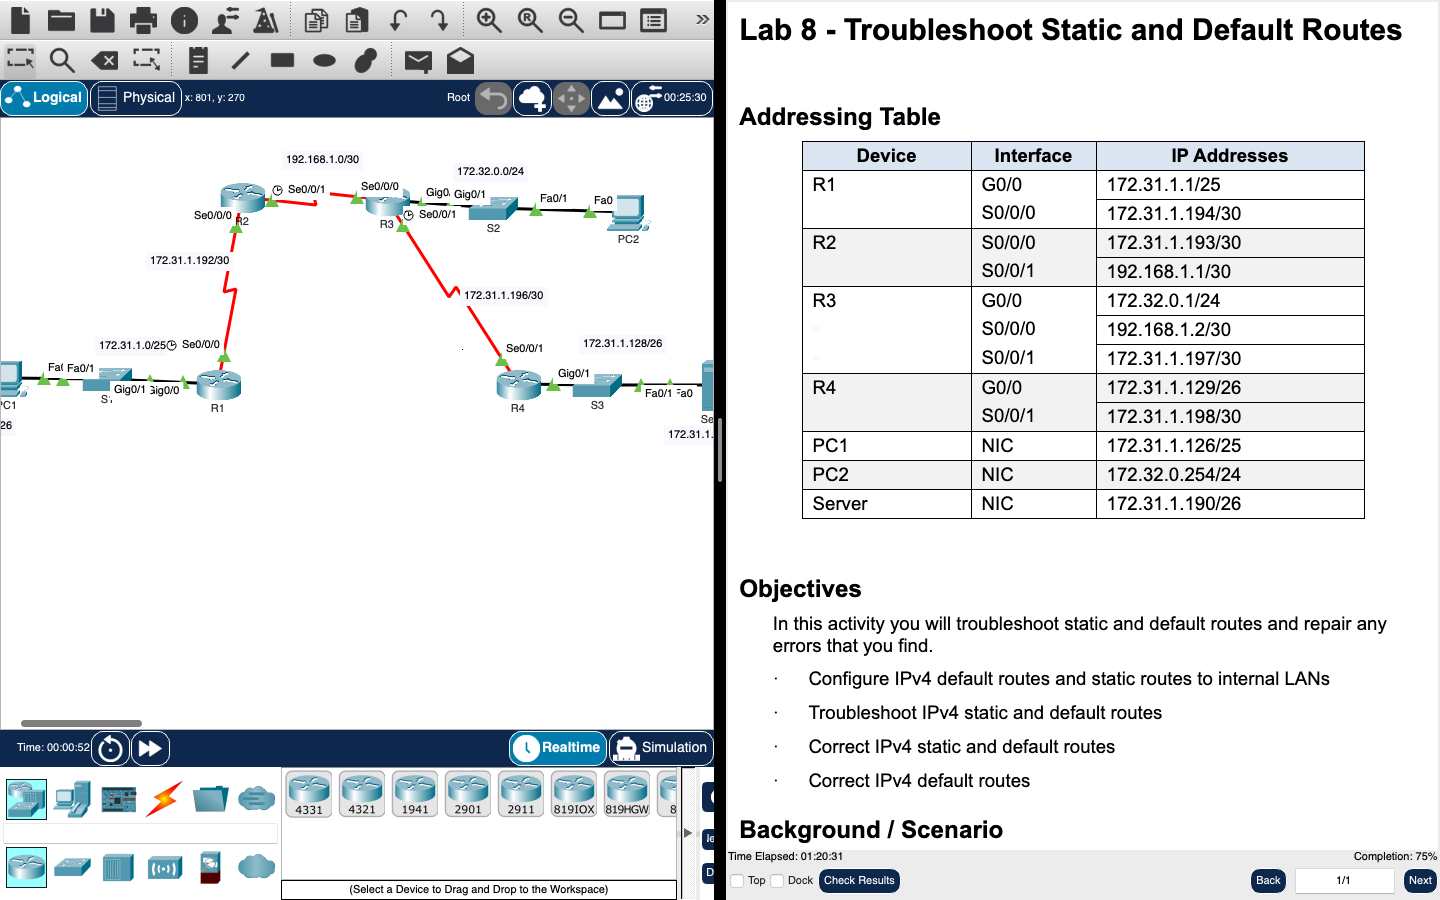 Logical
Physical
x: 801, y: 270
Root
00:25:30
192.168.1.0/30
172.32.0.0/24
Se0/0/1
Se0/0/0
Gig0/
Gig0/1
Fa0/1
Fa0
Se0/0/0
R2
Se0/0/1
R3
S2
PC2
172.31.1.192/30
172.31.1.196/30
172.31.1.0/25
Se0/0/0
Se0/0/1
172.31.1.128/26
Fa0/1
Gig0/1
Gig0/0
R1
Gig0/1
Fa0/1
Fa0
R4
S3
PC1
26
Se
172.31.1.
Time: 00:00:52
Realtime
Simulation
4331
4321
1941
2901
2911
819IOX
819HGW
8
(Select a Device to Drag and Drop to the Workspace)
Lab 8 - Troubleshoot Static and Default Routes
Addressing Table
Device Interface IP Addresses
R1 G0/0 172.31.1.1/25
S0/0/0 172.31.1.194/30
R2 S0/0/0 172.31.1.193/30
S0/0/1 192.168.1.1/30
R3 G0/0 172.32.0.1/24
S0/0/0 192.168.1.2/30
S0/0/1 172.31.1.197/30
R4 G0/0 172.31.1.129/26
S0/0/1 172.31.1.198/30
PC1 NIC 172.31.1.126/25
PC2 NIC 172.32.0.254/24
Server NIC 172.31.1.190/26
Objectives
In this activity you will troubleshoot static and default routes and repair any
errors that you find.
· Configure IPv4 default routes and static routes to internal LANs
· Troubleshoot IPv4 static and default routes
· Correct IPv4 static and default routes
· Correct IPv4 default routes
Background / Scenario
Time Elapsed: 01:20:31
Completion: 75%
Top
Dock
Check Results
Back
1/1
Next